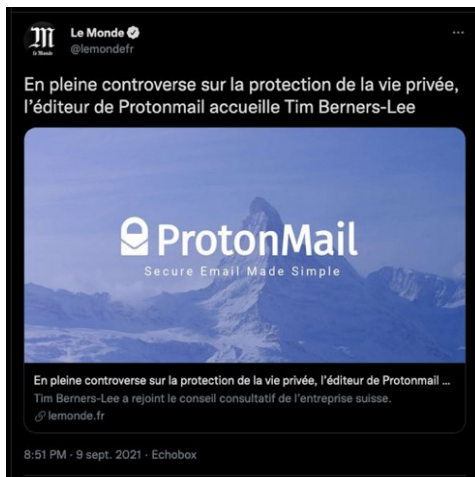 Le Monde
@lemondefr
En pleine controverse sur la protection de la vie privée,
l'éditeur de Protonmail accueille Tim Berners-Lee
ProtonMail
Secure Email Made Simple
En pleine controverse sur la protection de la vie privée, l'éditeur de Protonmail ...
Tim Berners-Lee a rejoint le conseil consultatif de l'entreprise suisse.
lemonde.fr
8:51 PM · 9 sept. 2021 · Echobox